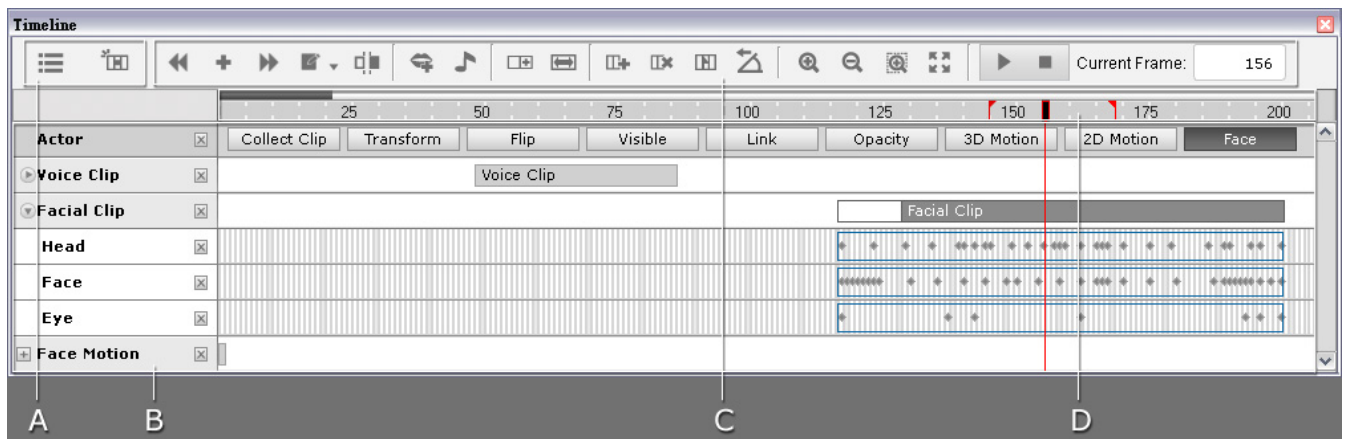 Timeline
Current Frame: 156
25 50 75 100 125 150 175 200
Actor Collect Clip Transform Flip Visible Link Opacity 3D Motion 2D Motion Face
Voice Clip Voice Clip
Facial Clip Facial Clip
Head
Face
Eye
Face Motion
A B C D